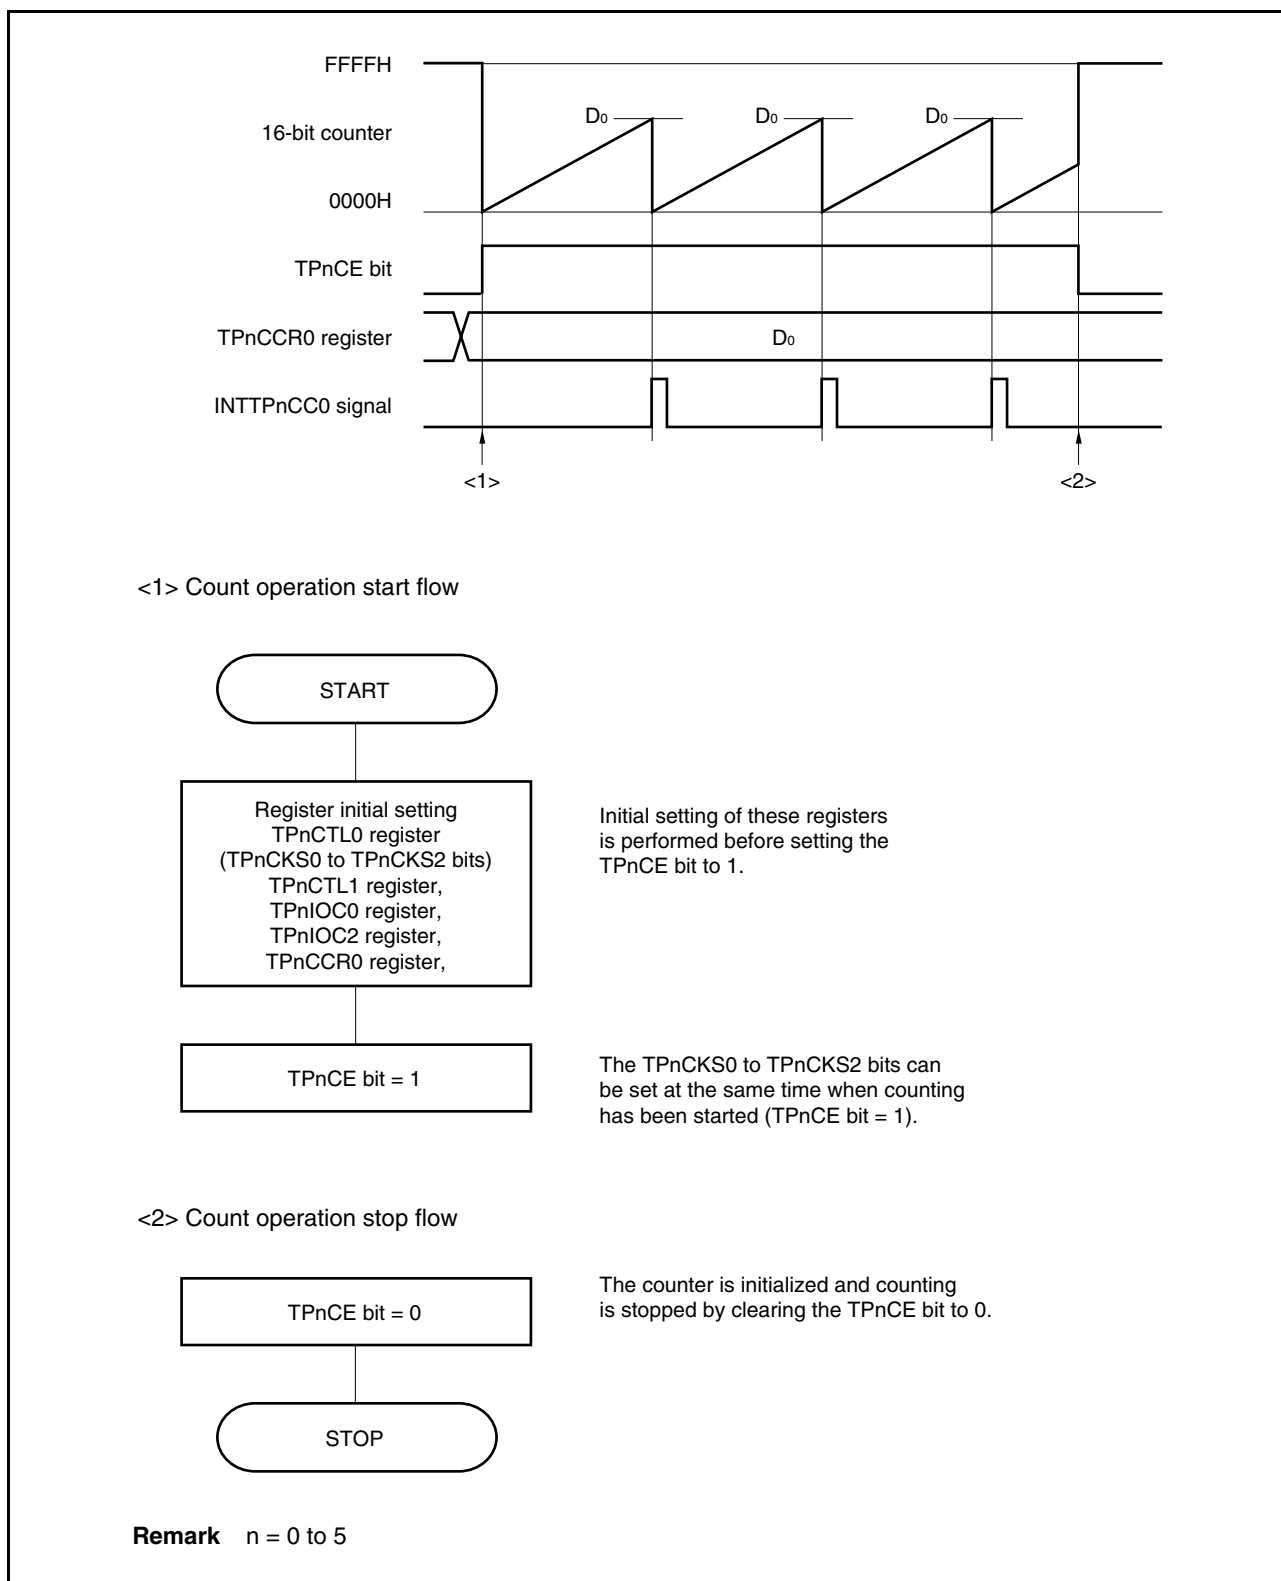 FFFFH
D0 D0 D0
16-bit counter
0000H
TPnCE bit
TPnCCR0 register D0
INTTPnCC0 signal
<1> <2>
<1> Count operation start flow
START
Register initial setting
TPnCTL0 register
(TPnCKS0 to TPnCKS2 bits)
TPnCTL1 register,
TPnIOC0 register,
TPnIOC2 register,
TPnCCR0 register,
Initial setting of these registers
is performed before setting the
TPnCE bit to 1.
TPnCE bit = 1
The TPnCKS0 to TPnCKS2 bits can
be set at the same time when counting
has been started (TPnCE bit = 1).
<2> Count operation stop flow
TPnCE bit = 0
The counter is initialized and counting
is stopped by clearing the TPnCE bit to 0.
STOP
Remark n = 0 to 5